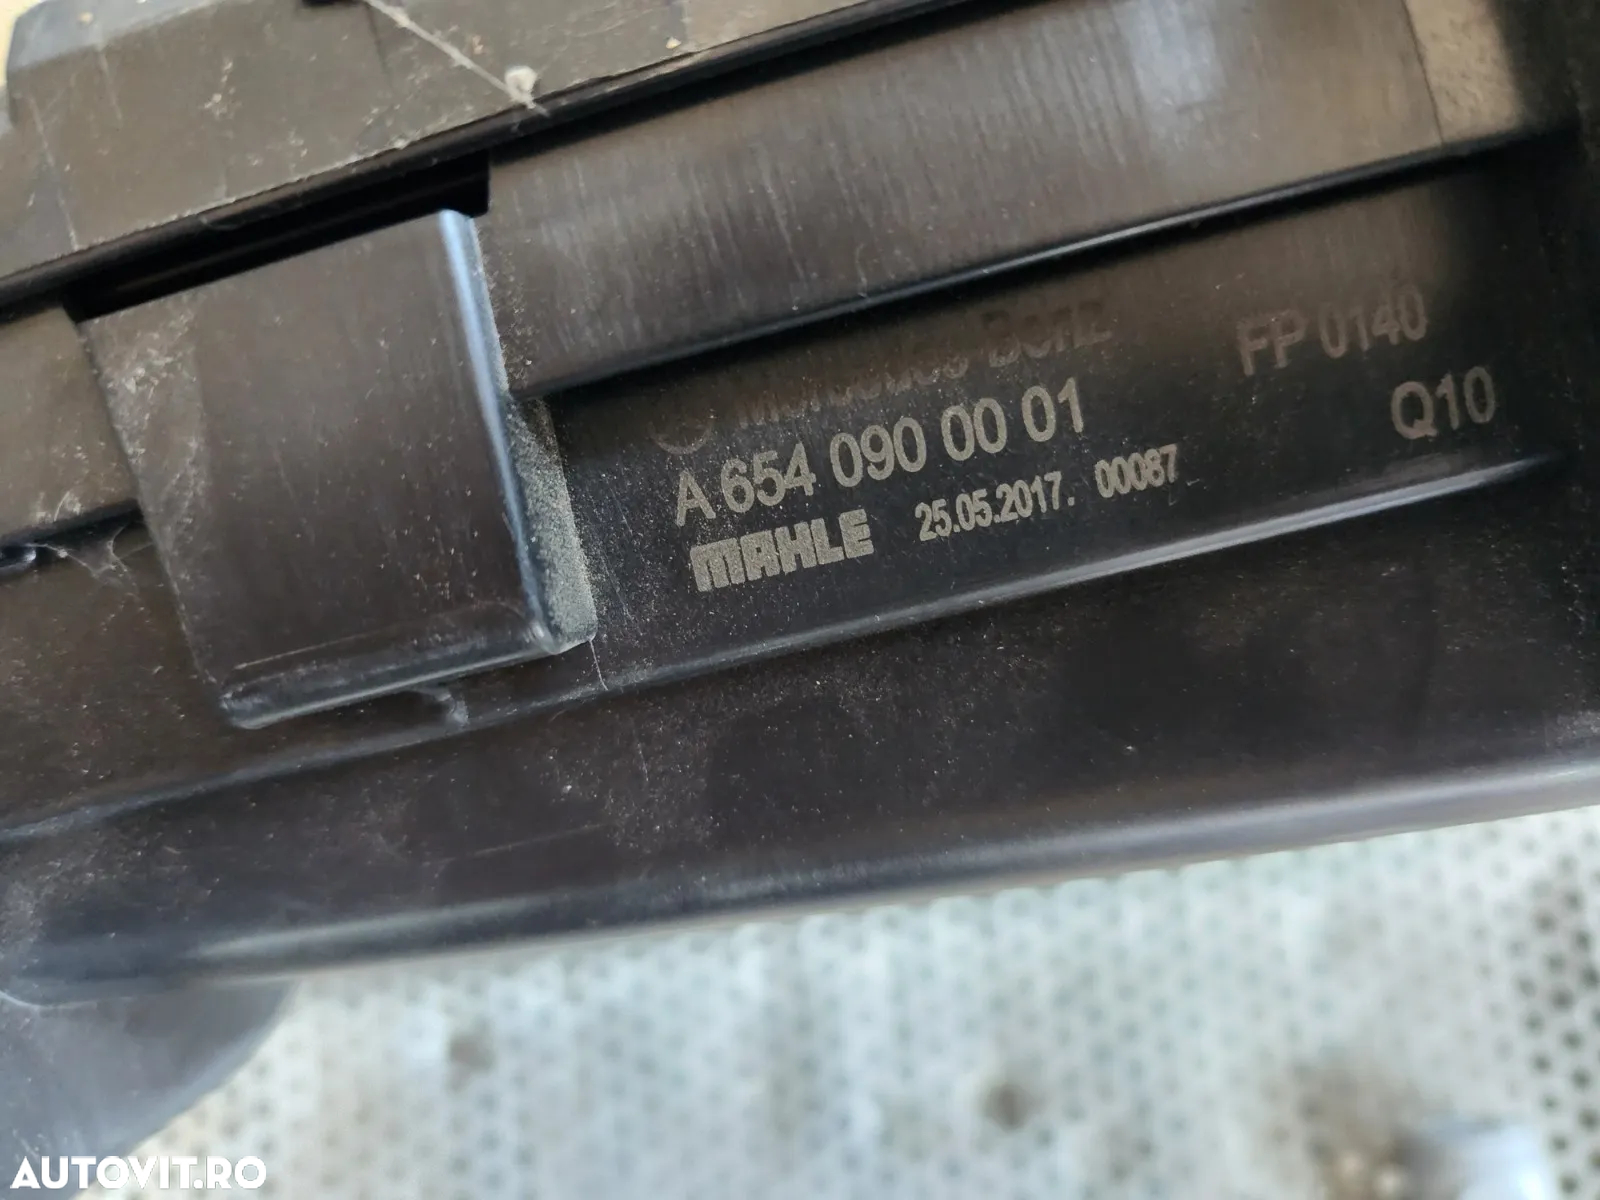 Mercedes-Benz
FP 0140
A 654 090 00 01
Q10
MAHLE 25.05.2017. 00087
AUTOVIT.RO